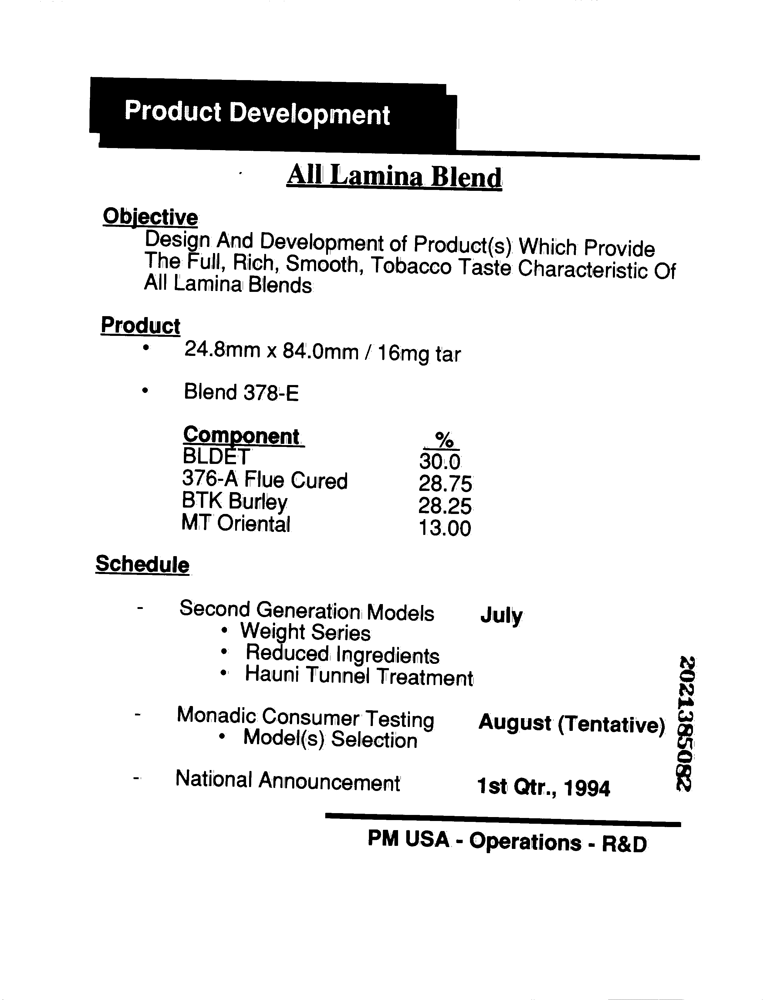 Product Development
All Lamina Blend
Objective
Design And Development of Product(s) Which Provide
The Full, Rich, Smooth, Tobacco Taste Characteristic Of
All Lamina Blends
Product
• 24.8mm x 84.0mm / 16mg tar
• Blend 378-E
Component %
BLDET 30.0
376-A Flue Cured 28.75
BTK Burley 28.25
MT Oriental 13.00
Schedule
- Second Generation Models July
• Weight Series
• Reduced Ingredients
• Hauni Tunnel Treatment
- Monadic Consumer Testing August (Tentative)
• Model(s) Selection
- National Announcement 1st Qtr., 1994
PM USA - Operations - R&D
2021385082